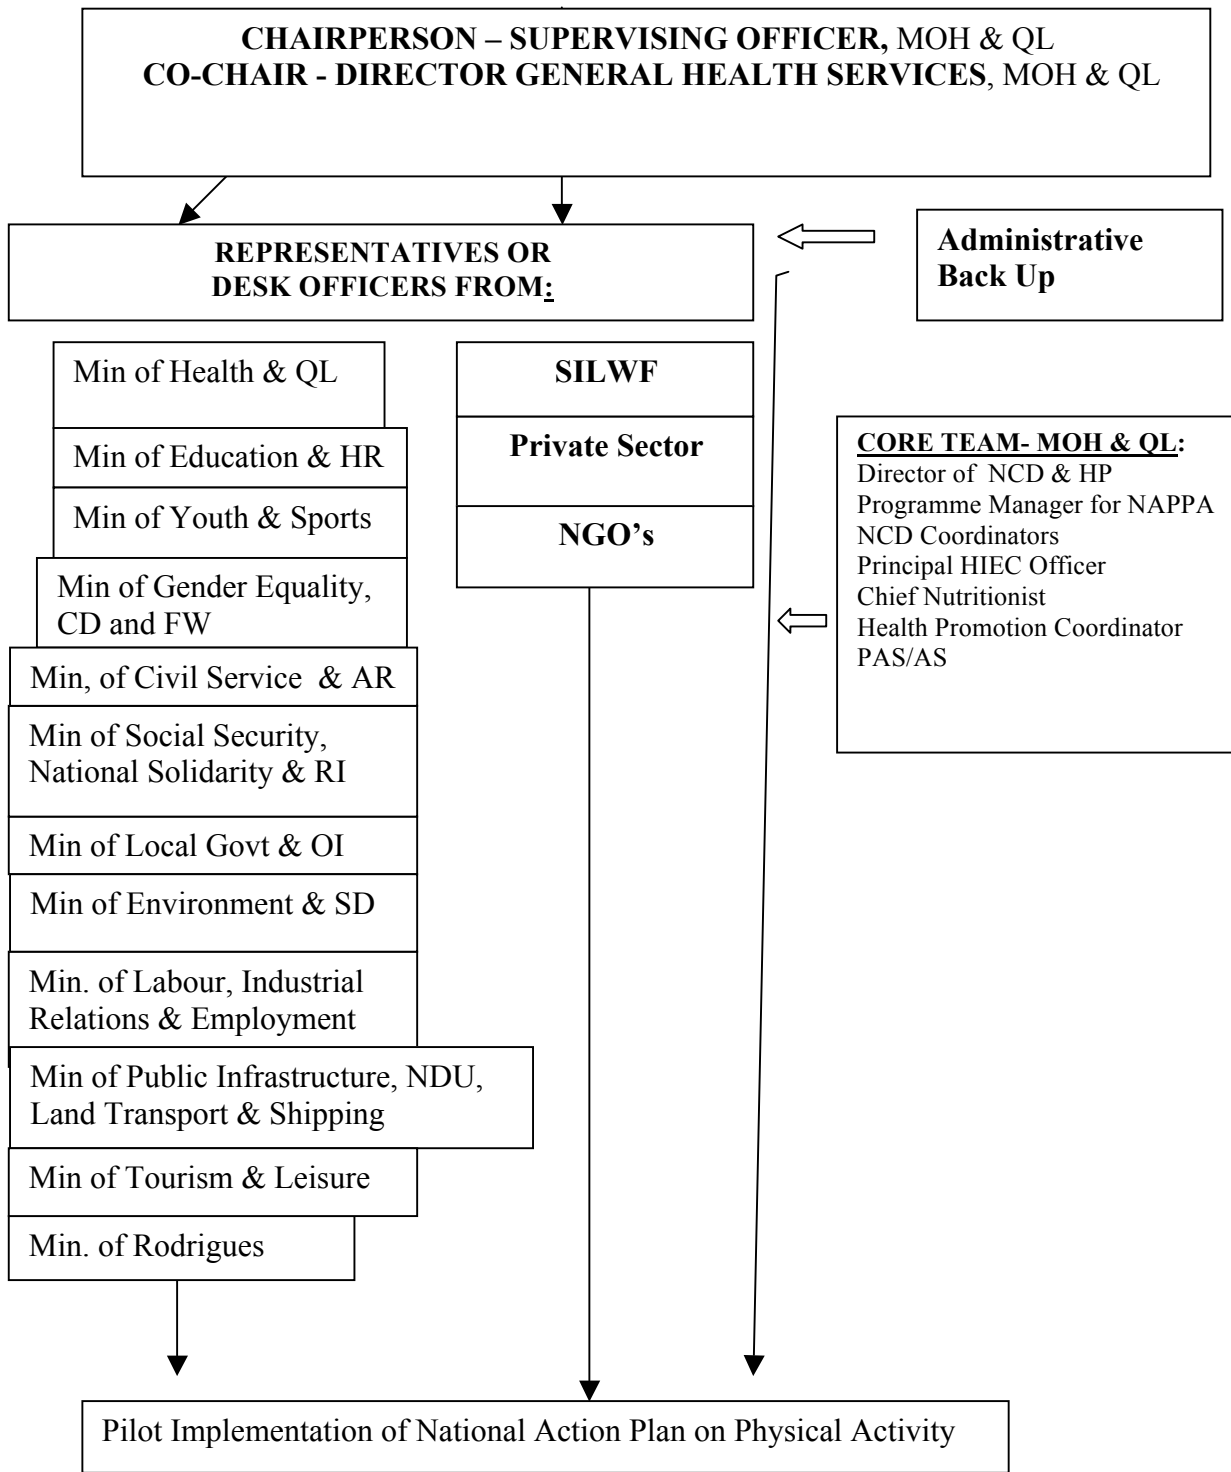 CHAIRPERSON – SUPERVISING OFFICER, MOH & QL
CO-CHAIR - DIRECTOR GENERAL HEALTH SERVICES, MOH & QL
REPRESENTATIVES OR
DESK OFFICERS FROM:
Administrative
Back Up
Min of Health & QL
Min of Education & HR
Min of Youth & Sports
Min of Gender Equality,
CD and FW
Min, of Civil Service & AR
Min of Social Security,
National Solidarity & RI
Min of Local Govt & OI
Min of Environment & SD
Min. of Labour, Industrial
Relations & Employment
Min of Public Infrastructure, NDU,
Land Transport & Shipping
Min of Tourism & Leisure
Min. of Rodrigues
SILWF
Private Sector
NGO’s
CORE TEAM- MOH & QL:
Director of NCD & HP
Programme Manager for NAPPA
NCD Coordinators
Principal HIEC Officer
Chief Nutritionist
Health Promotion Coordinator
PAS/AS
Pilot Implementation of National Action Plan on Physical Activity